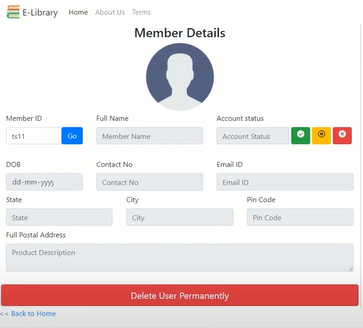 E-Library Home About Us Terms
Member Details
Member ID Full Name Account status
ts11 Go Member Name Account Status
DOB Contact No Email ID
dd-mm-yyyy Contact No Email ID
State City Pin Code
State City Pin Code
Full Postal Address
Product Description
Delete User Permanently
<< Back to Home